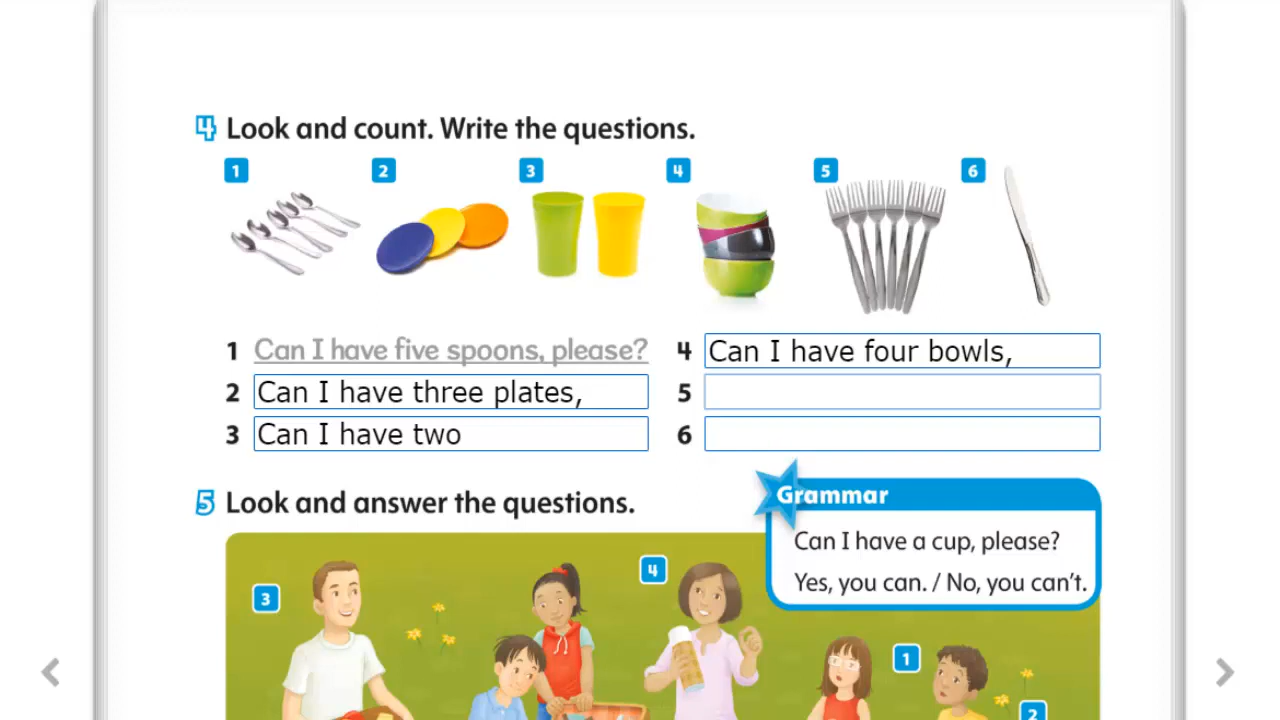 4 Look and count. Write the questions.
1 2 3 4 5 6
1 Can I have five spoons, please?
2 Can I have three plates,
3 Can I have two
4 Can I have four bowls,
5
6
5 Look and answer the questions.
Grammar
Can I have a cup, please?
Yes, you can. / No, you can't.
3
4
1
2